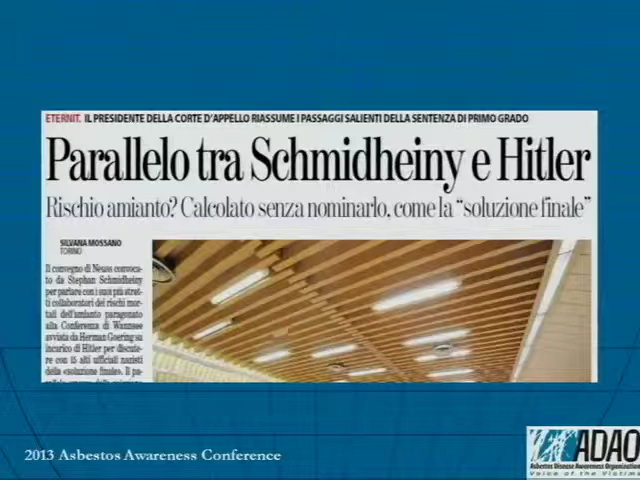 ETERNIT. IL PRESIDENTE DELLA CORTE D'APPELLO RIASSUME I PASSAGGI SALIENTI DELLA SENTENZA DI PRIMO GRADO
Parallelo tra Schmidheiny e Hitler
Rischio amianto? Calcolato senza nominarlo, come la “soluzione finale”
SILVANA MOSSANO
TORINO
Il convegno di Neuss convoca-
to da Stephan Schmidheiny
per parlare con i suoi più stret-
ti collaboratori dei rischi mor-
tali dell'amianto paragonato
alla Conferenza di Wannsee
avviata da Herman Goering su
incarico di Hitler per discute-
re con 15 alti ufficiali nazisti
della «soluzione finale». Il pa-
2013 Asbestos Awareness Conference
ADAO
Asbestos Disease Awareness Organization
Voice of the Victims